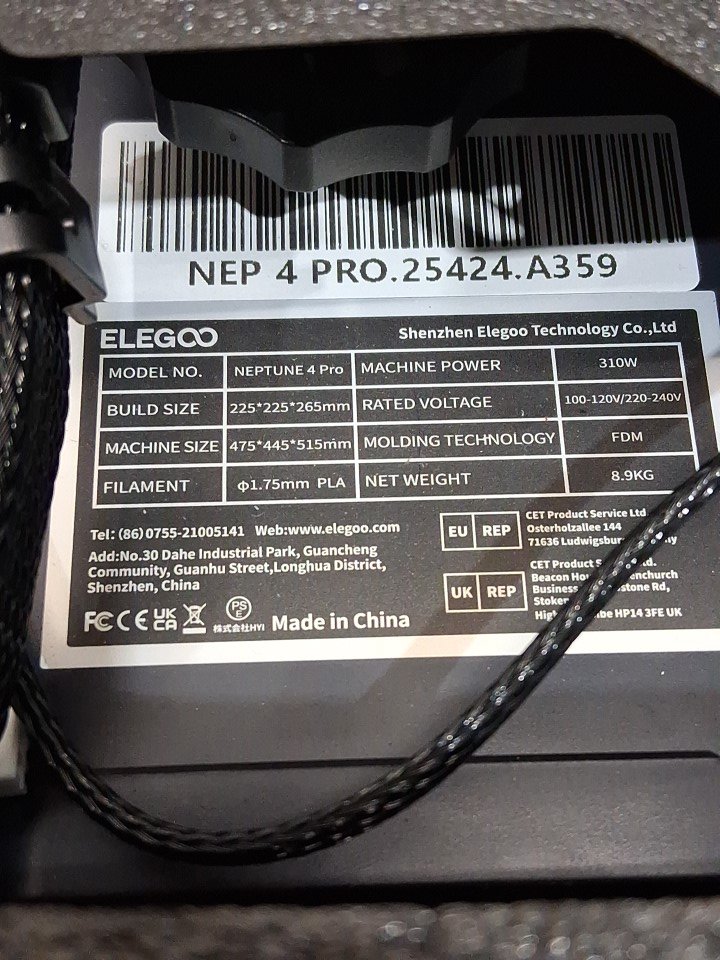 NEP 4 PRO.25424.A359
ELEGOO
Shenzhen Elegoo Technology Co.,Ltd
MODEL NO. NEPTUNE 4 Pro MACHINE POWER 310W
BUILD SIZE 225*225*265mm RATED VOLTAGE 100-120V/220-240V
MACHINE SIZE 475*445*515mm MOLDING TECHNOLOGY FDM
FILAMENT Φ1.75mm PLA NET WEIGHT 8.9KG
Tel: (86)0755-21005141 Web:www.elegoo.com
Add:No.30 Dahe Industrial Park, Guancheng
Community, Guanhu Street,Longhua District,
Shenzhen, China
EU REP
CET Product Service Ltd.
Osterholzallee 144
71636
UK REP
CET Product
Beacon
Business Rd,
HP14 3FE UK
FC CE UK CA PS E 株式会社HYI Made in China